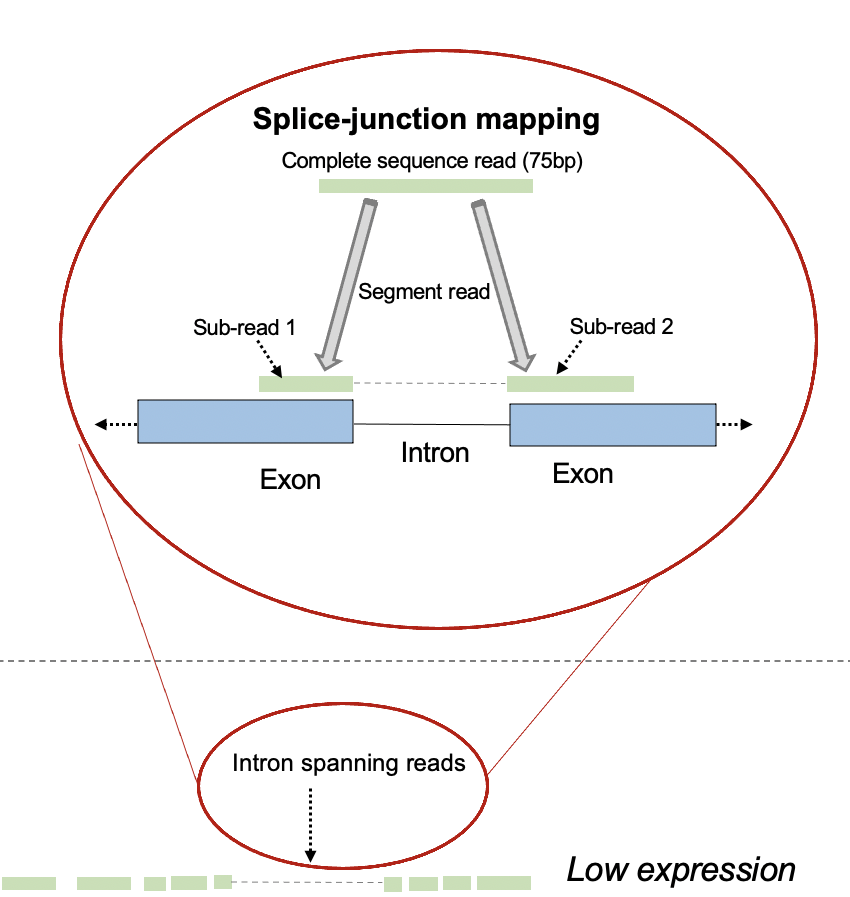 Splice-junction mapping
Complete sequence read (75bp)
Segment read
Sub-read 1
Sub-read 2
Intron
Exon
Exon
Intron spanning reads
Low expression